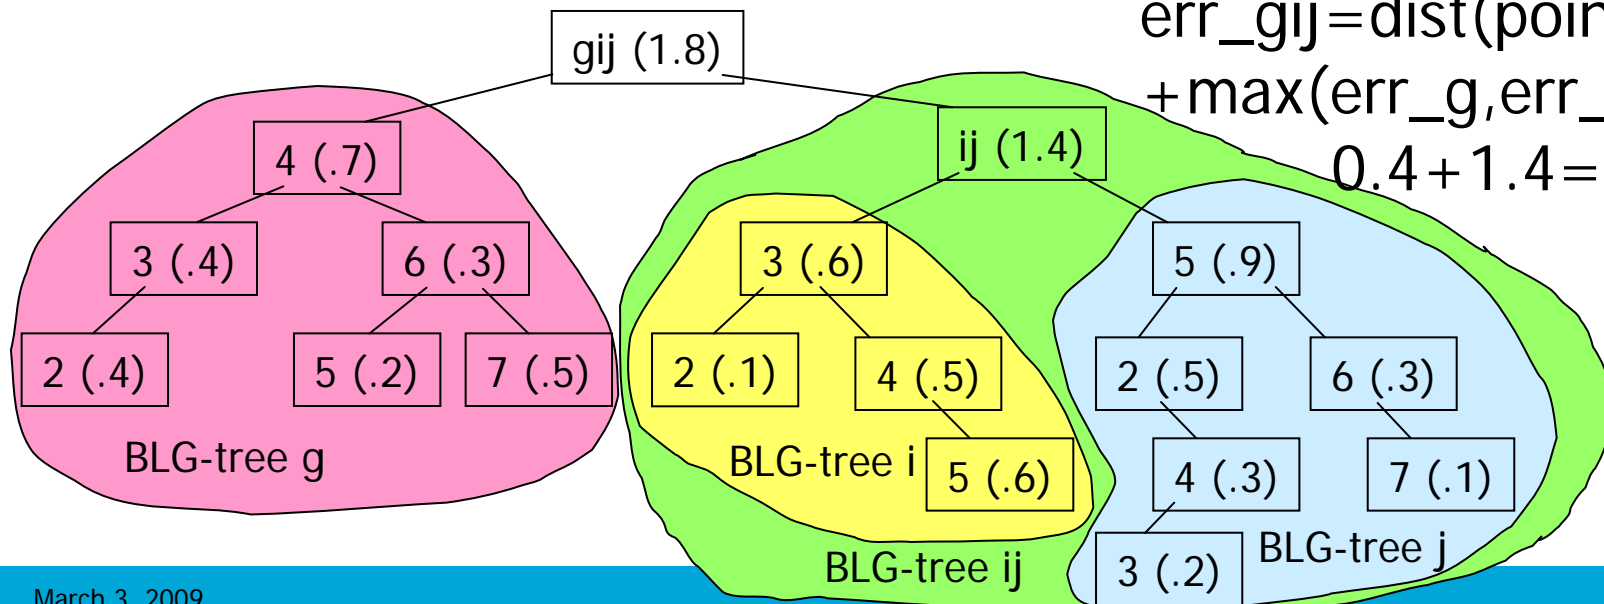 err_gij=dist(poin
gij (1.8)
+max(err_g,err_
4 (.7)
ij (1.4)
0.4+1.4=
3 (.4)
6 (.3)
3 (.6)
5 (.9)
2 (.4)
5 (.2)
7 (.5)
2 (.1)
4 (.5)
2 (.5)
6 (.3)
BLG-tree g
BLG-tree i
5 (.6)
4 (.3)
7 (.1)
BLG-tree ij
3 (.2)
BLG-tree j
March 3, 2009